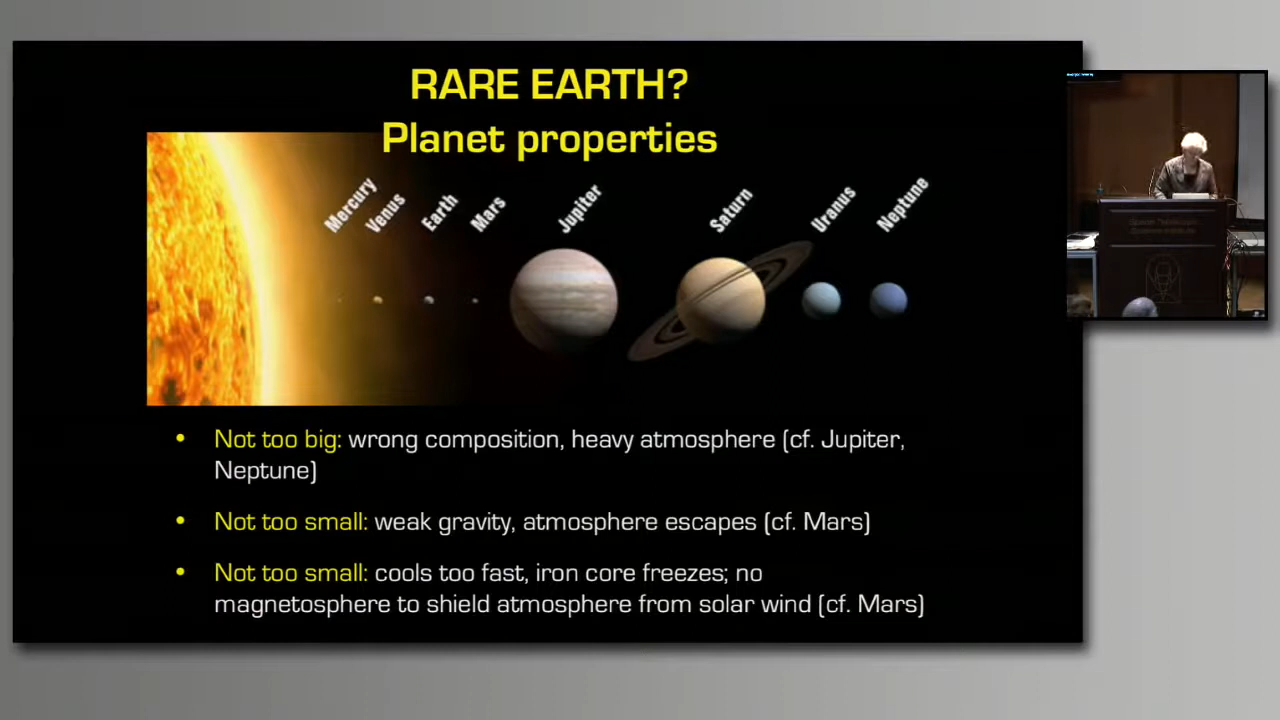 RARE EARTH?
Planet properties
Mercury
Venus
Earth
Mars
Jupiter
Saturn
Uranus
Neptune
• Not too big: wrong composition, heavy atmosphere (cf. Jupiter,
Neptune)
• Not too small: weak gravity, atmosphere escapes (cf. Mars)
• Not too small: cools too fast, iron core freezes; no
magnetosphere to shield atmosphere from solar wind (cf. Mars)